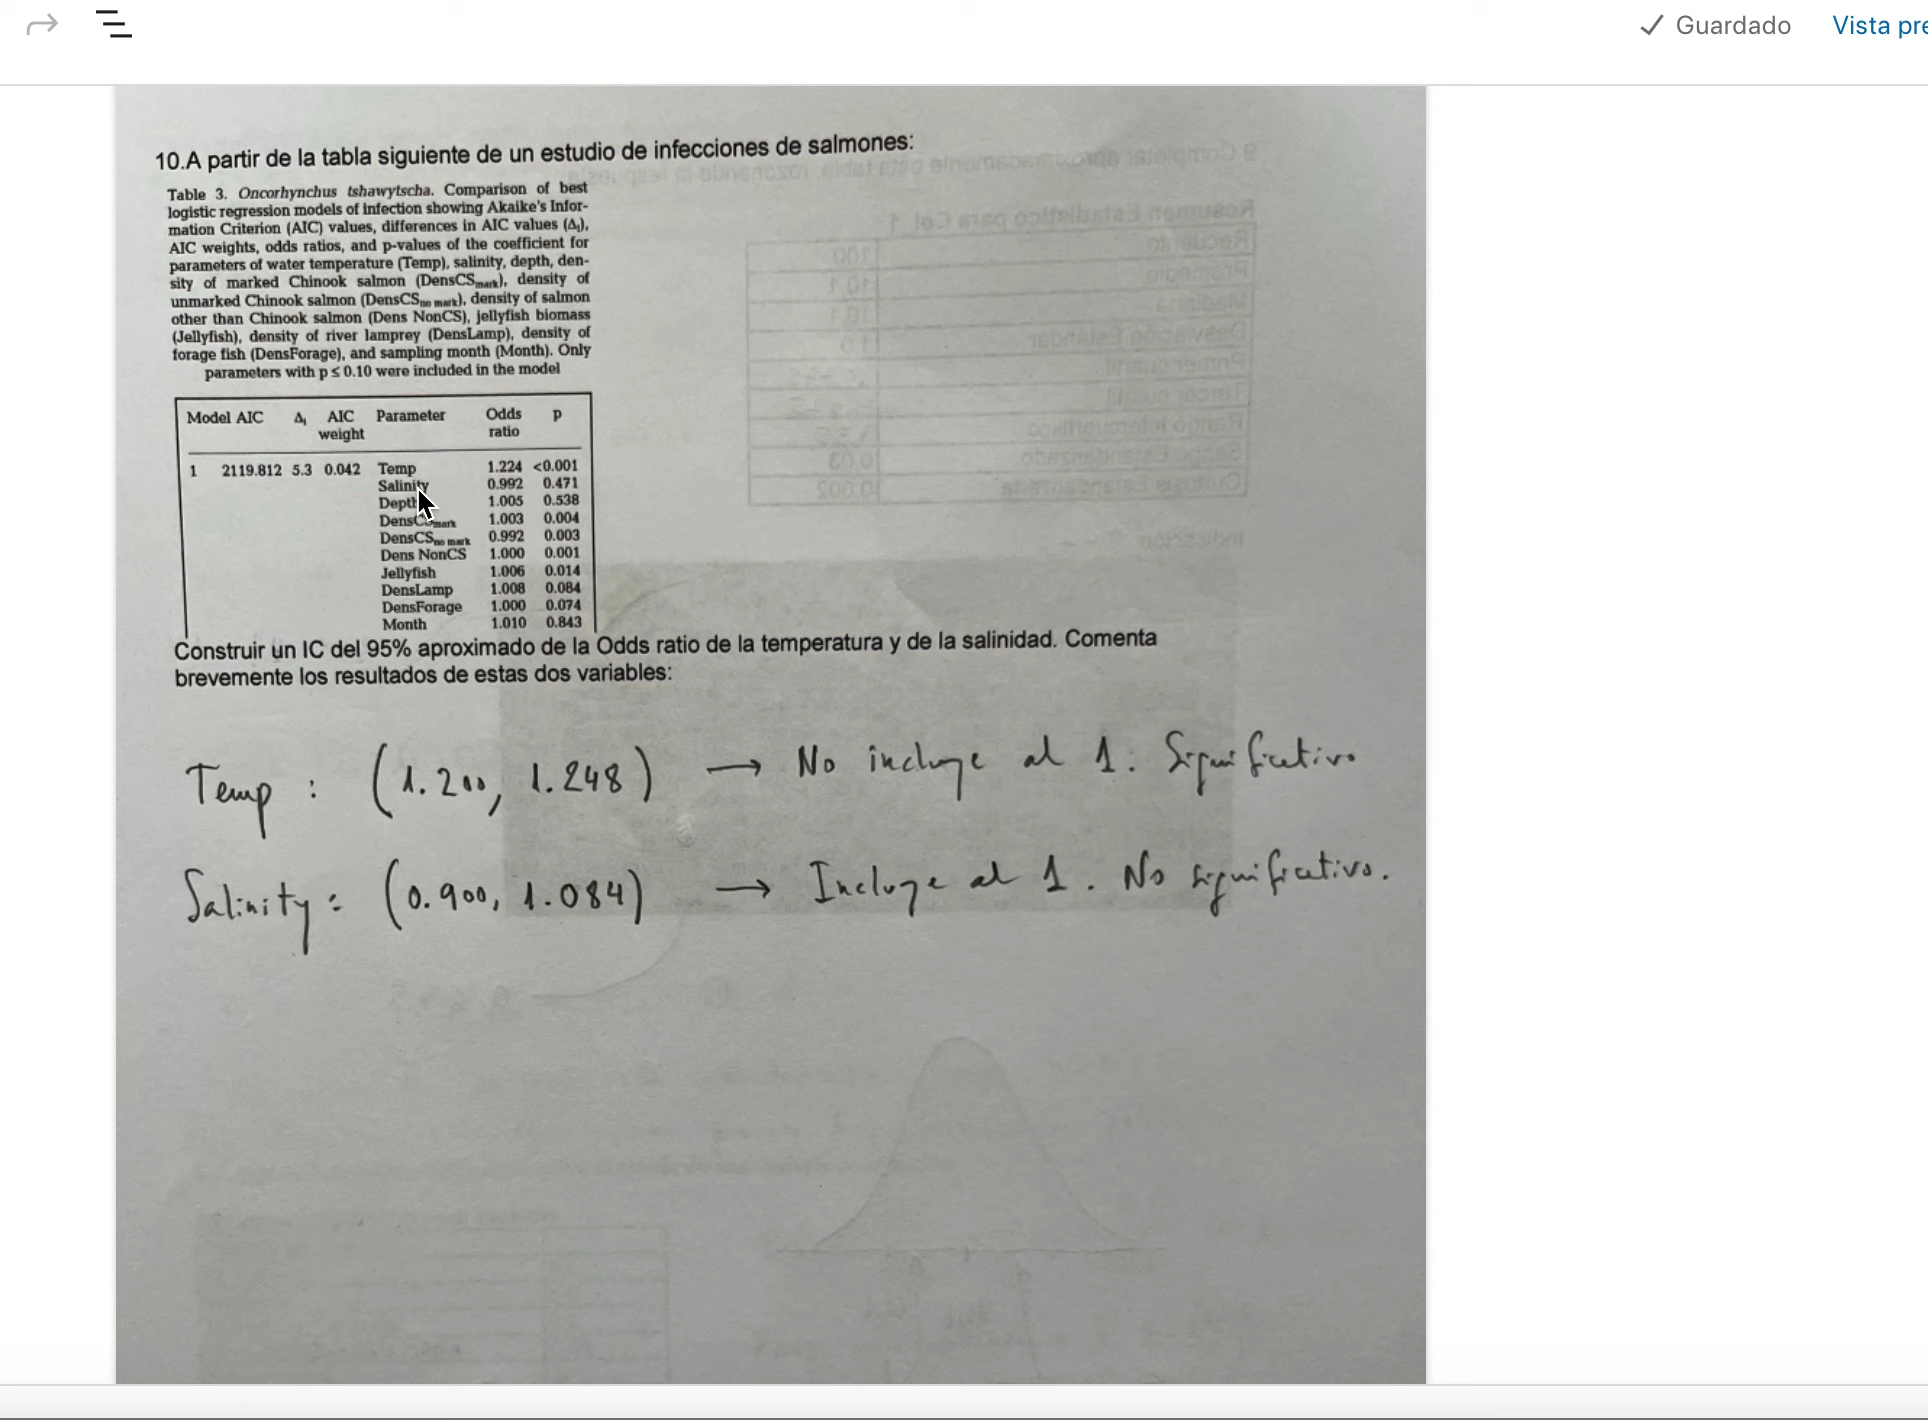 Guardado
Vista pre
10.A partir de la tabla siguiente de un estudio de infecciones de salmones:
Table 3. Oncorhynchus tshawytscha. Comparison of best
logistic regression models of infection showing Akaike's Infor-
mation Criterion (AIC) values, differences in AIC values (Δi),
AIC weights, odds ratios, and p-values of the coefficient for
parameters of water temperature (Temp), salinity, depth, den-
sity of marked Chinook salmon (DensCSmark), density of
unmarked Chinook salmon (DensCSno mark), density of salmon
other than Chinook salmon (Dens NonCS), jellyfish biomass
(Jellyfish), density of river lamprey (DensLamp), density of
forage fish (DensForage), and sampling month (Month). Only
parameters with p ≤ 0.10 were included in the model
Model AIC Δi AIC weight Parameter Odds ratio p
1 2119.812 5.3 0.042 Temp 1.224 <0.001
Salinity 0.992 0.471
Depth 1.005 0.538
DensCSmark 1.003 0.004
DensCSno mark 0.992 0.003
Dens NonCS 1.000 0.001
Jellyfish 1.006 0.014
DensLamp 1.008 0.084
DensForage 1.000 0.074
Month 1.010 0.843
Construir un IC del 95% aproximado de la Odds ratio de la temperatura y de la salinidad. Comenta
brevemente los resultados de estas dos variables:
Temp : (1.200, 1.248) → No incluye al 1. Significativo
Salinity: (0.900, 1.084) → Incluye al 1. No significativo.